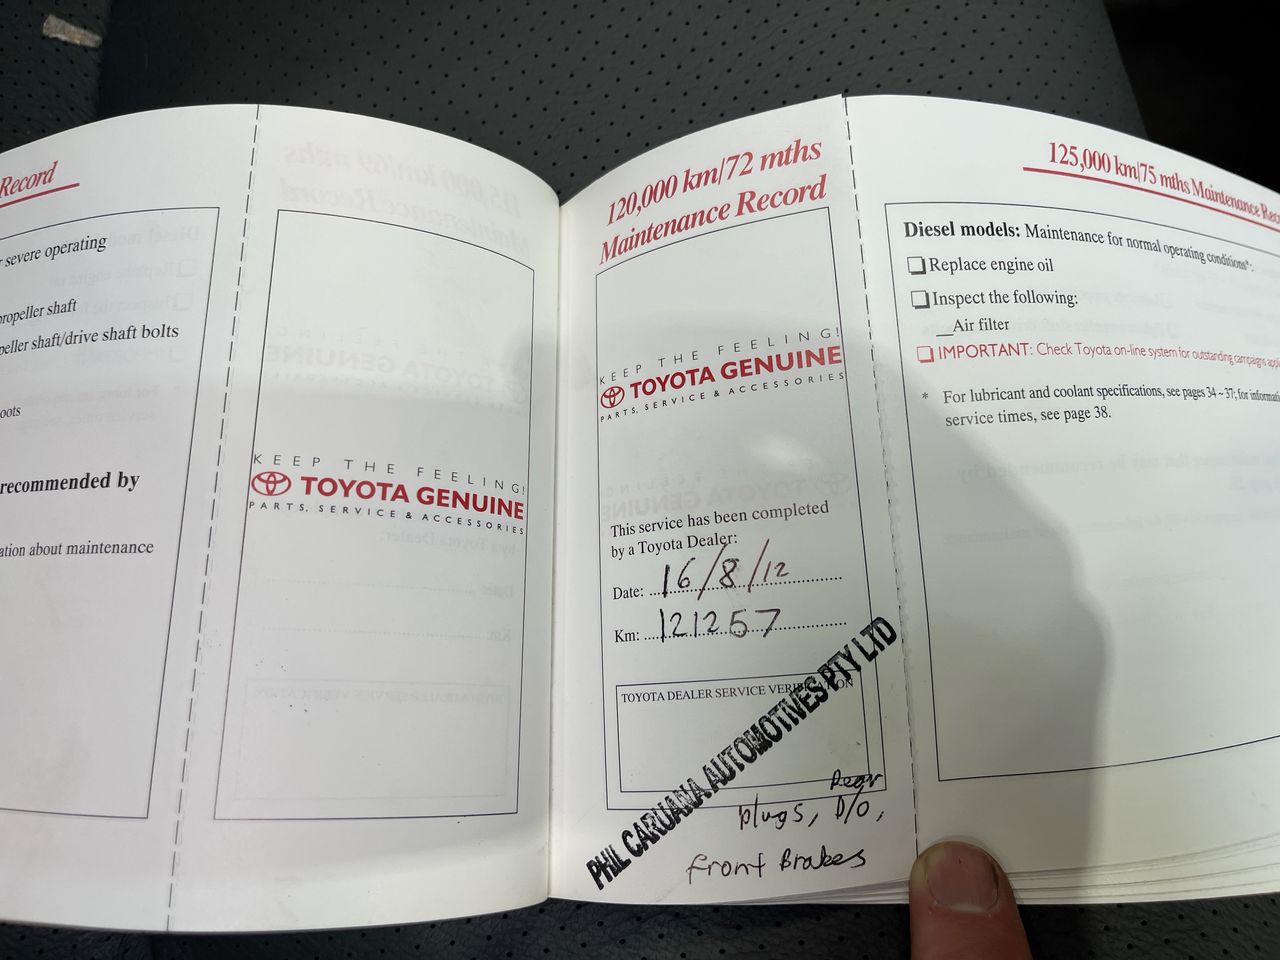 Record
r severe operating
propeller shaft
peller shaft/drive shaft bolts
oots
recommended by
ation about maintenance
KEEP THE FEELING!
TOYOTA GENUINE
PARTS, SERVICE & ACCESSORIES
120,000 km/72 mths
Maintenance Record
KEEP THE FEELING!
TOYOTA GENUINE
PARTS, SERVICE & ACCESSORIES
This service has been completed
by a Toyota Dealer:
Date: 16/8/12
Km: 121257
TOYOTA DEALER SERVICE VERIFICATION
PHIL CARUANA AUTOMOTIVES PTY LTD
Rear
plugs, D/O,
front Brakes
125,000 km/75 mths Maintenance Reco
Diesel models: Maintenance for normal operating conditions*:
Replace engine oil
Inspect the following:
__Air filter
IMPORTANT: Check Toyota on-line system for outstanding campaigns appli
* For lubricant and coolant specifications, see pages 34 ~ 37; for informati
service times, see page 38.